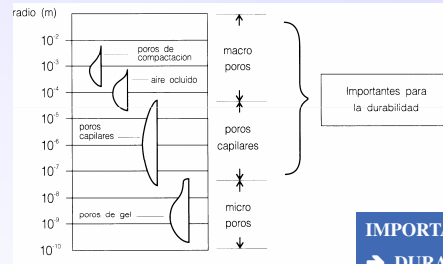 radio (m)
10⁻²
10⁻³
10⁻⁴
10⁻⁵
10⁻⁶
10⁻⁷
10⁻⁸
10⁻⁹
10⁻¹⁰
poros de
compactacion
aire ocluido
poros
capilares
poros de gel
macro
poros
poros
capilares
micro
poros
Importantes para
la durabilidad
IMPORTA
➔ DURA